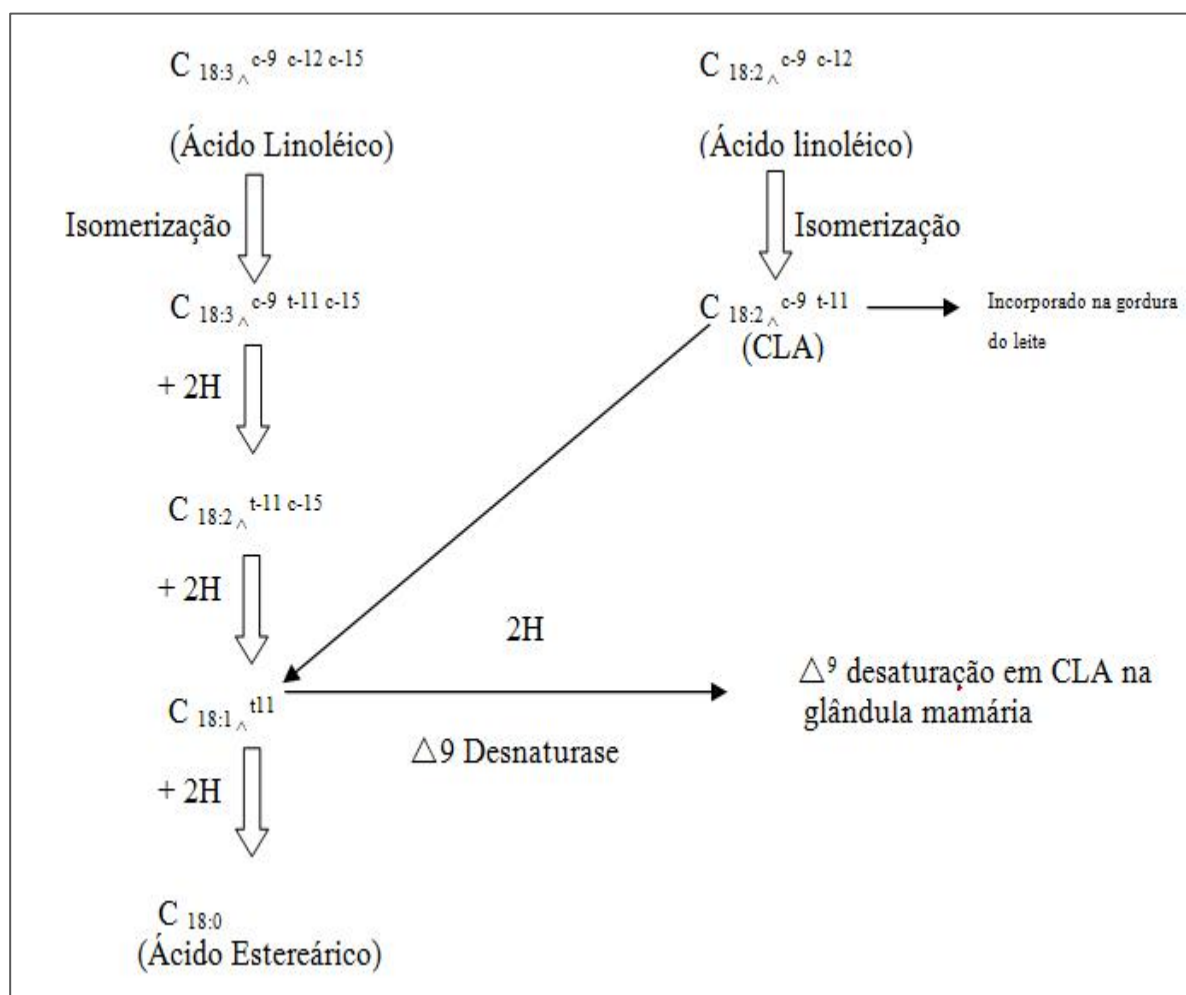 C 18:3 ^ c-9 c-12 c-15
C 18:2 ^ c-9 c-12
(Ácido Linoléico)
(Ácido linoléico)
Isomerização
Isomerização
C 18:3 ^ c-9 t-11 c-15
C 18:2 ^ c-9 t-11
(CLA)
Incorporado na gordura
do leite
+ 2H
C 18:2 ^ t-11 c-15
+ 2H
2H
C 18:1 ^ t11
△9 desaturação em CLA na
glândula mamária
△9 Desnaturase
+ 2H
C 18:0
(Ácido Estereárico)